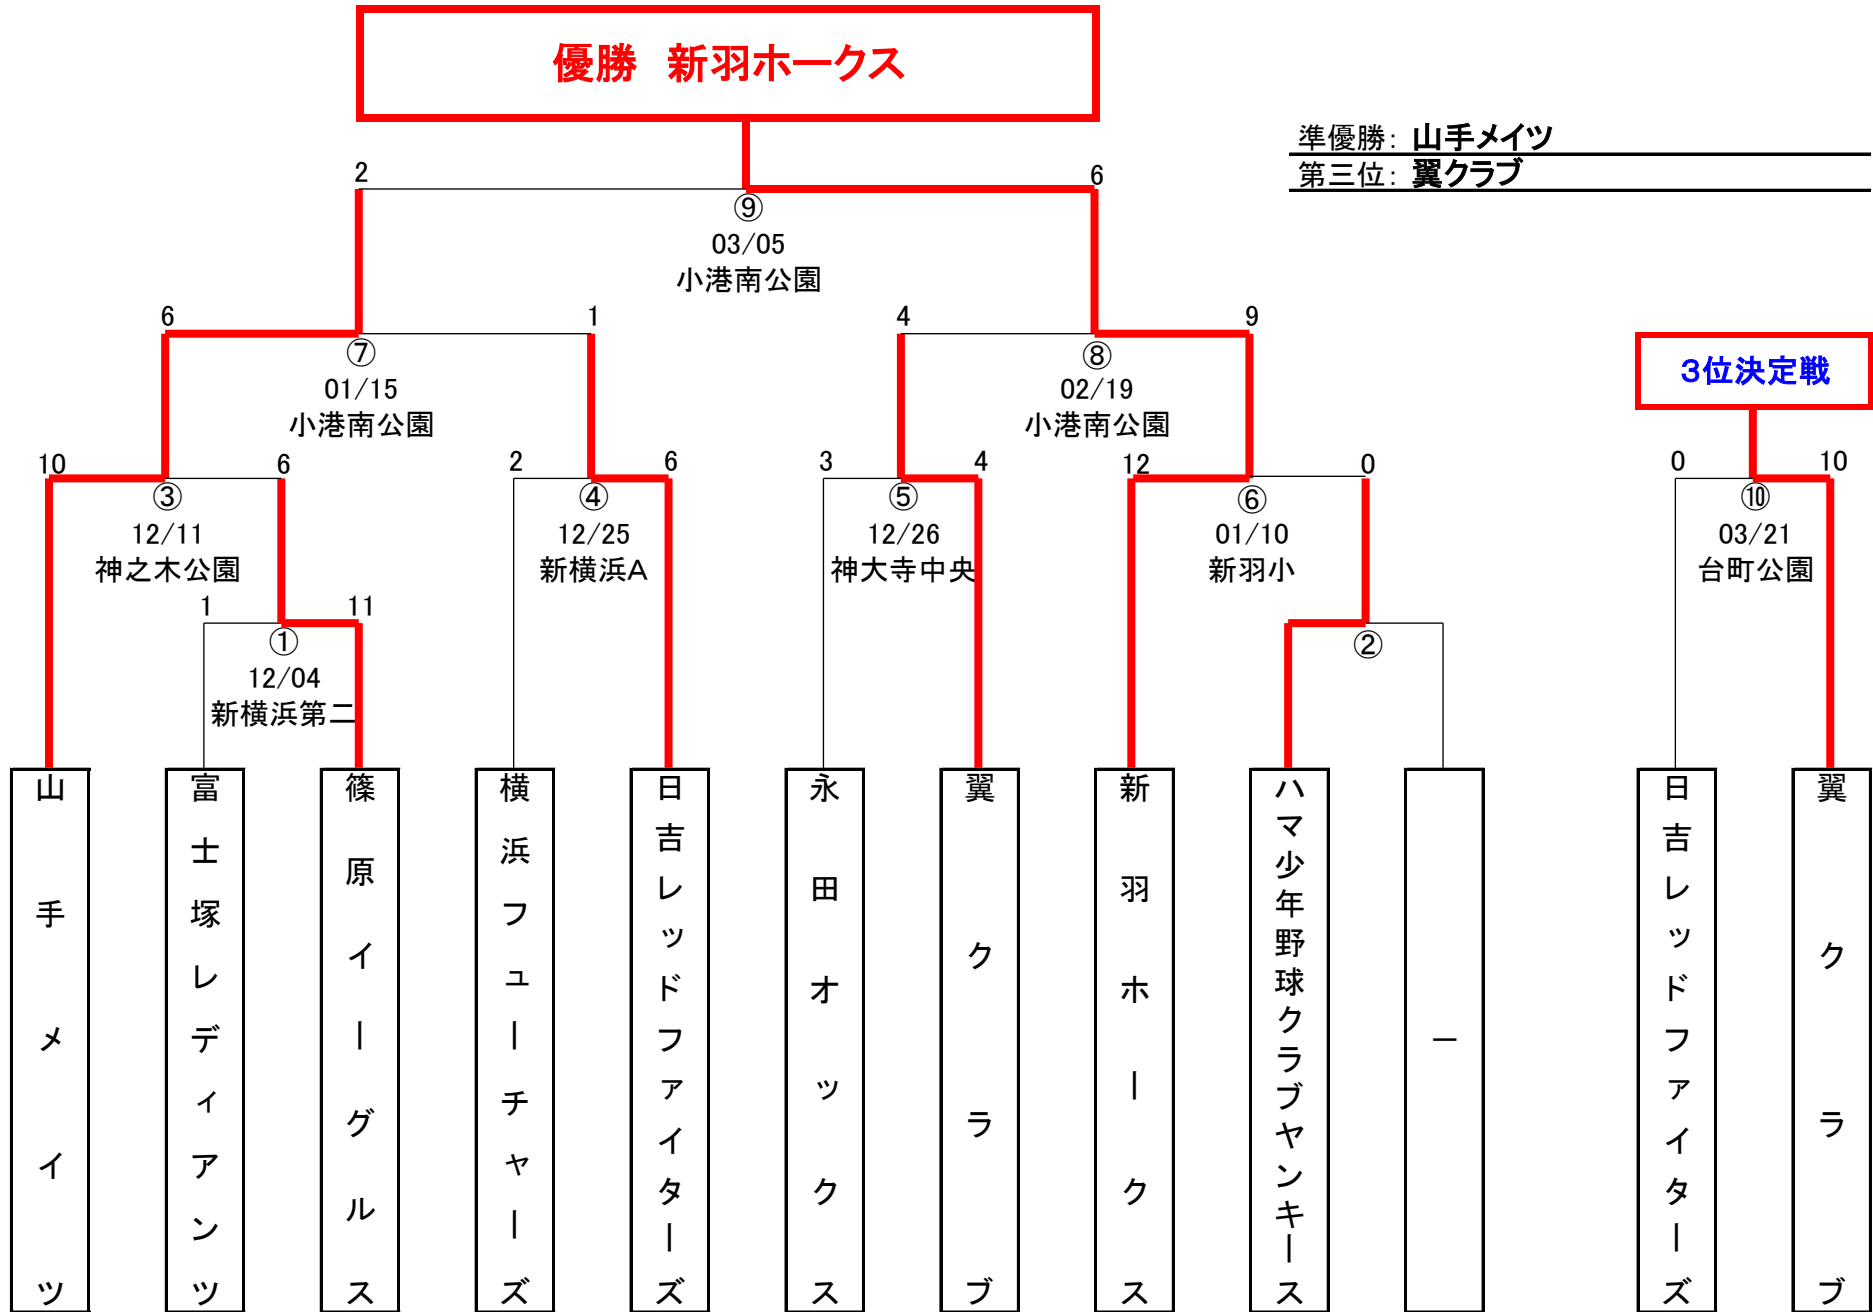 優勝 新羽ホークス
準優勝： 山手メイツ
第三位： 翼クラブ
2
6
⑨
03/05
小港南公園
6
1
4
9
⑦
01/15
小港南公園
⑧
02/19
小港南公園
3位決定戦
10
6
2
6
3
4
12
0
0
10
③
12/11
神之木公園
④
12/25
新横浜A
⑤
12/26
神大寺中央
⑥
01/10
新羽小
⑩
03/21
台町公園
1
11
①
12/04
新横浜第二
②
山手メイツ
富士塚レディアンツ
篠原イーグルス
横浜フューチャーズ
日吉レッドファイターズ
永田オックス
翼クラブ
新羽ホークス
ハマ少年野球クラブヤンキース
ー
日吉レッドファイターズ
翼クラブ